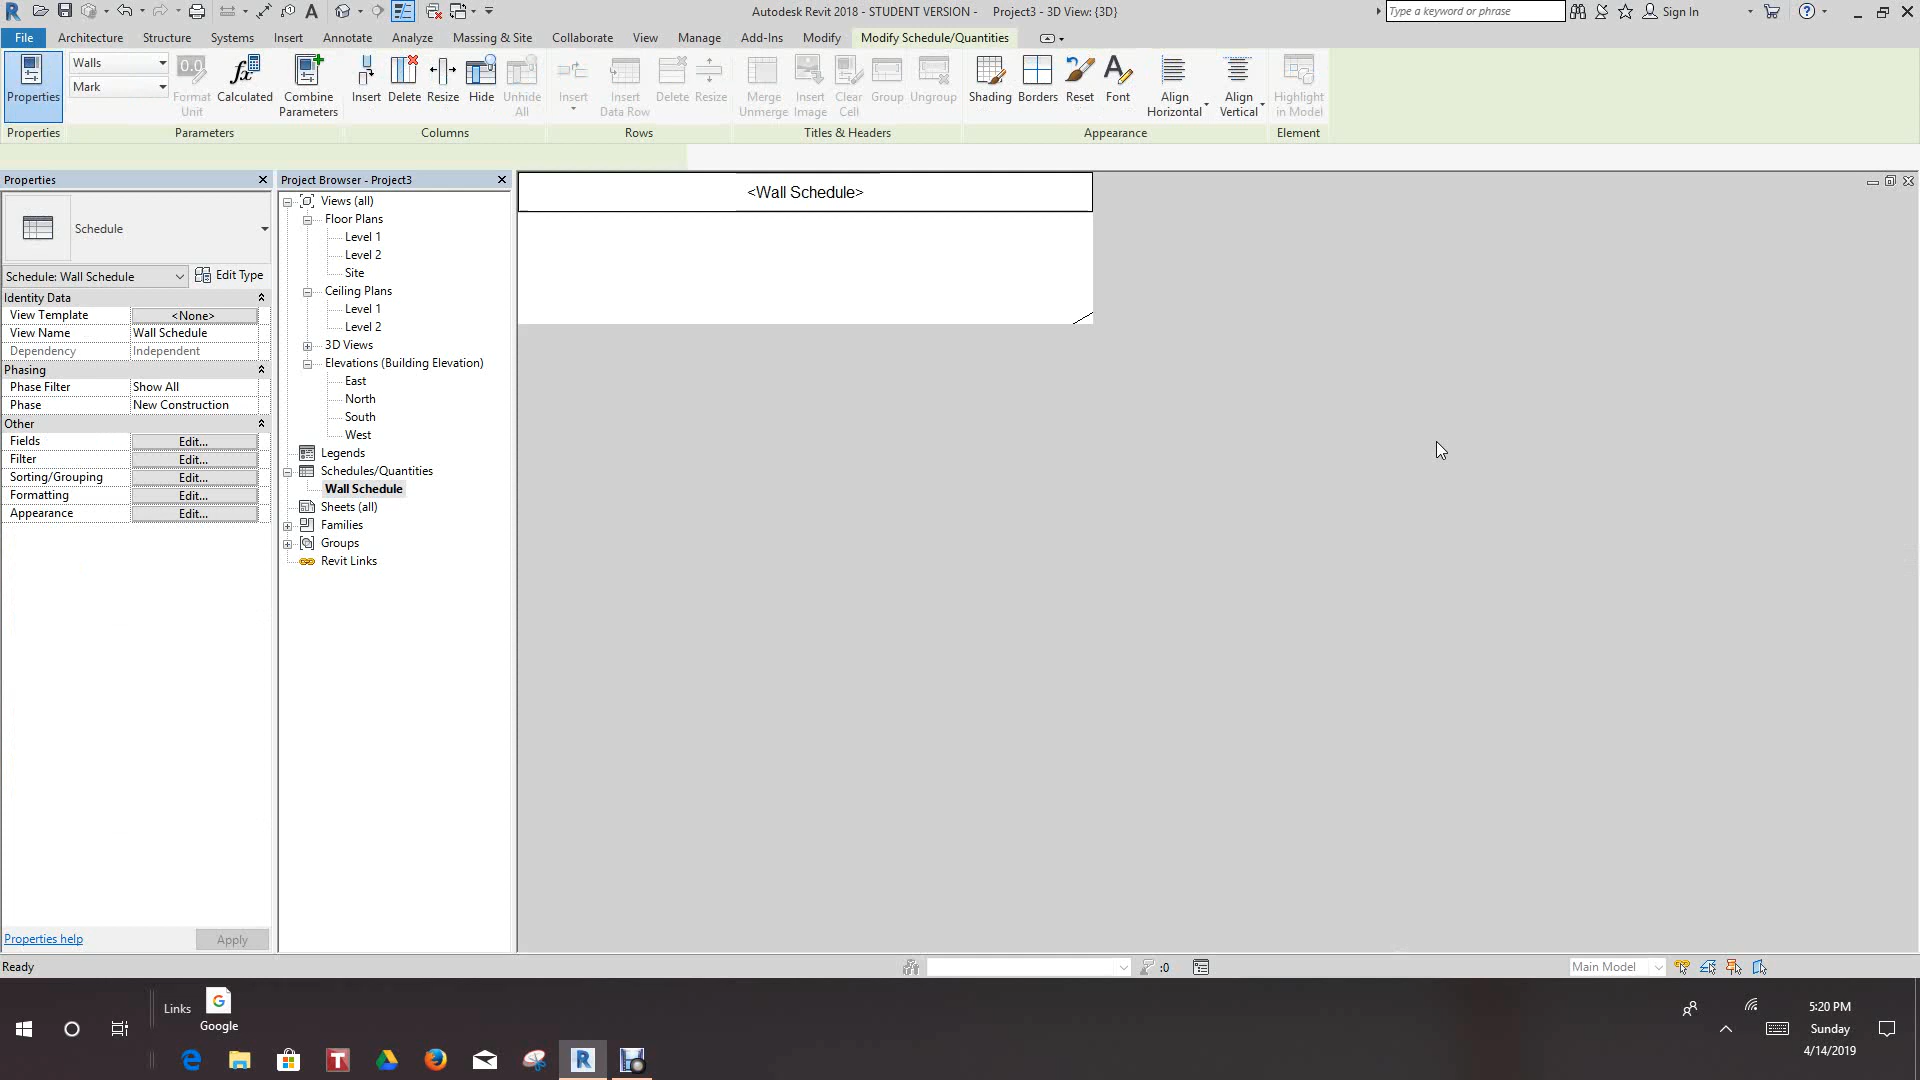 Autodesk Revit 2018 - STUDENT VERSION - Project3 - 3D View: {3D}
Type a keyword or phrase
Sign In
File Architecture Structure Systems Insert Annotate Analyze Massing & Site Collaborate View Manage Add-Ins Modify Modify Schedule/Quantities
Properties
Walls
Mark
Format Unit
Calculated
Combine Parameters
Insert
Delete
Resize
Hide
Unhide All
Insert
Insert Data Row
Delete
Resize
Merge Unmerge
Insert Image
Clear Cell
Group
Ungroup
Shading
Borders
Reset
Font
Align Horizontal
Align Vertical
Highlight in Model
Properties Parameters Columns Rows Titles & Headers Appearance Element
Properties
Schedule
Schedule: Wall Schedule
Edit Type
Identity Data
View Template <None>
View Name Wall Schedule
Dependency Independent
Phasing
Phase Filter Show All
Phase New Construction
Other
Fields Edit...
Filter Edit...
Sorting/Grouping Edit...
Formatting Edit...
Appearance Edit...
Properties help
Apply
Project Browser - Project3
Views (all)
Floor Plans
Level 1
Level 2
Site
Ceiling Plans
Level 1
Level 2
3D Views
Elevations (Building Elevation)
East
North
South
West
Legends
Schedules/Quantities
Wall Schedule
Sheets (all)
Families
Groups
Revit Links
<Wall Schedule>
Ready
:0
Main Model
Links
Google
5:20 PM
Sunday
4/14/2019